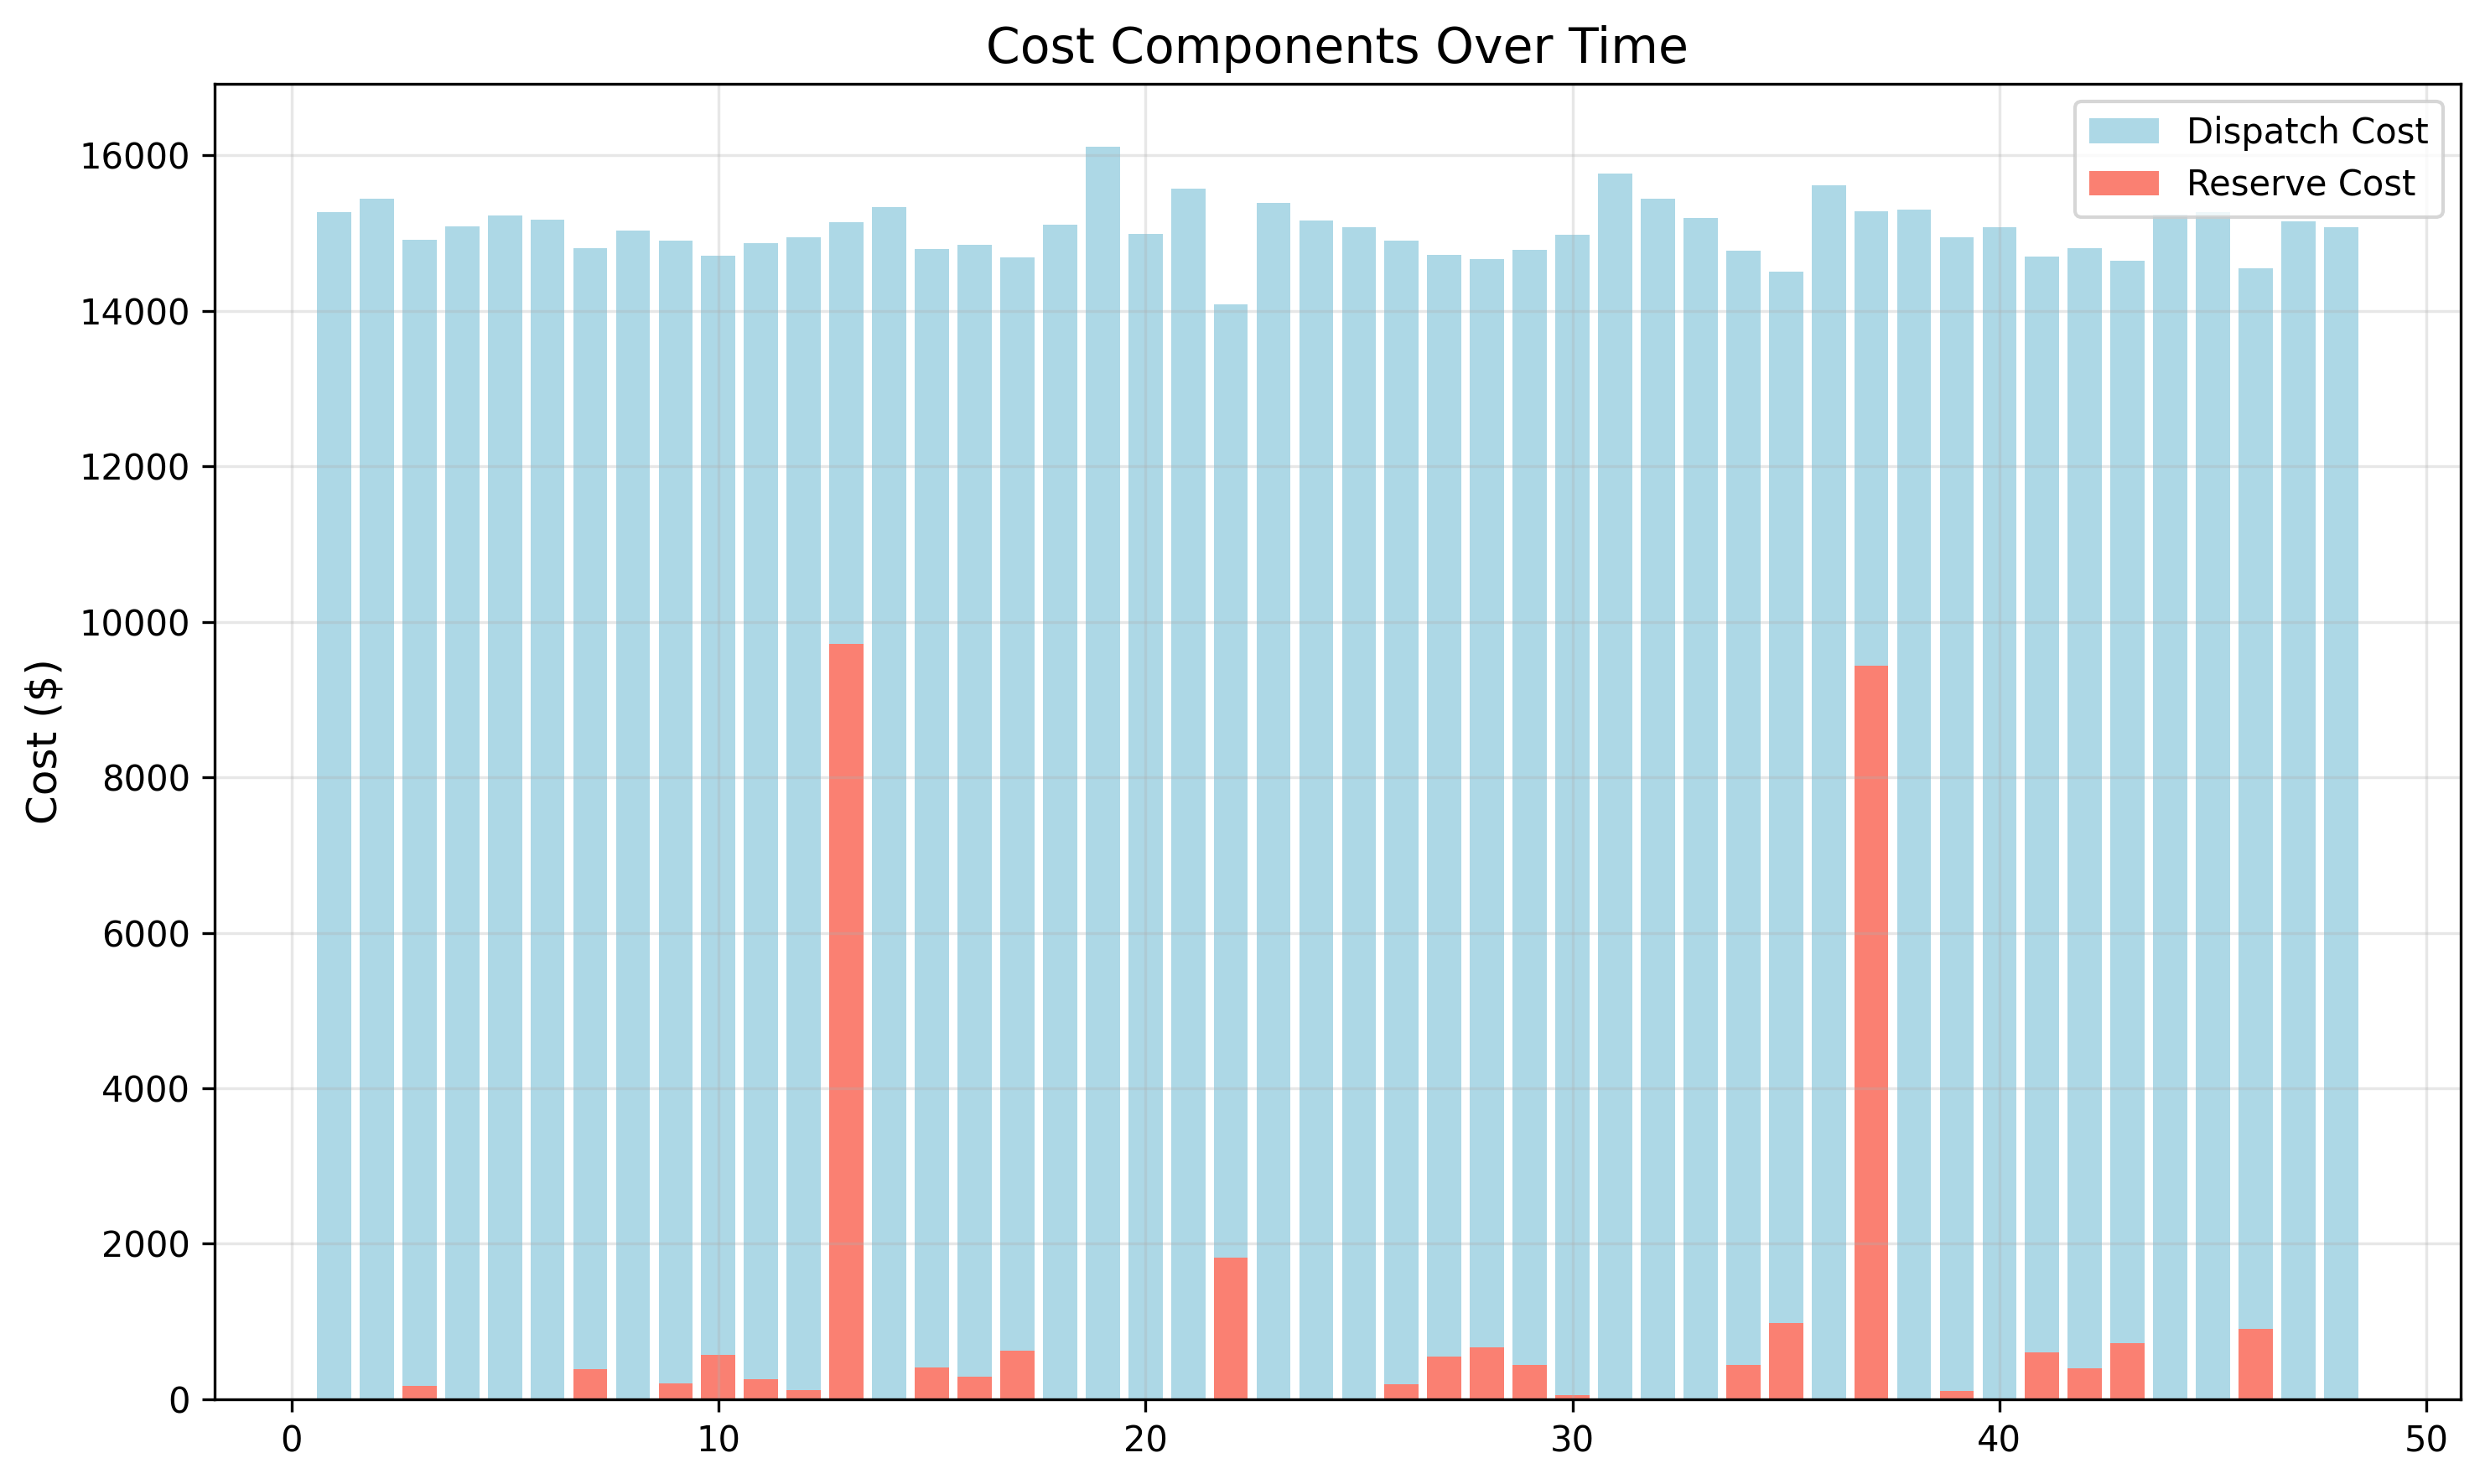 Cost Components Over Time
Dispatch Cost
Reserve Cost
Cost ($)
16000
14000
12000
10000
8000
6000
4000
2000
0
0 10 20 30 40 50